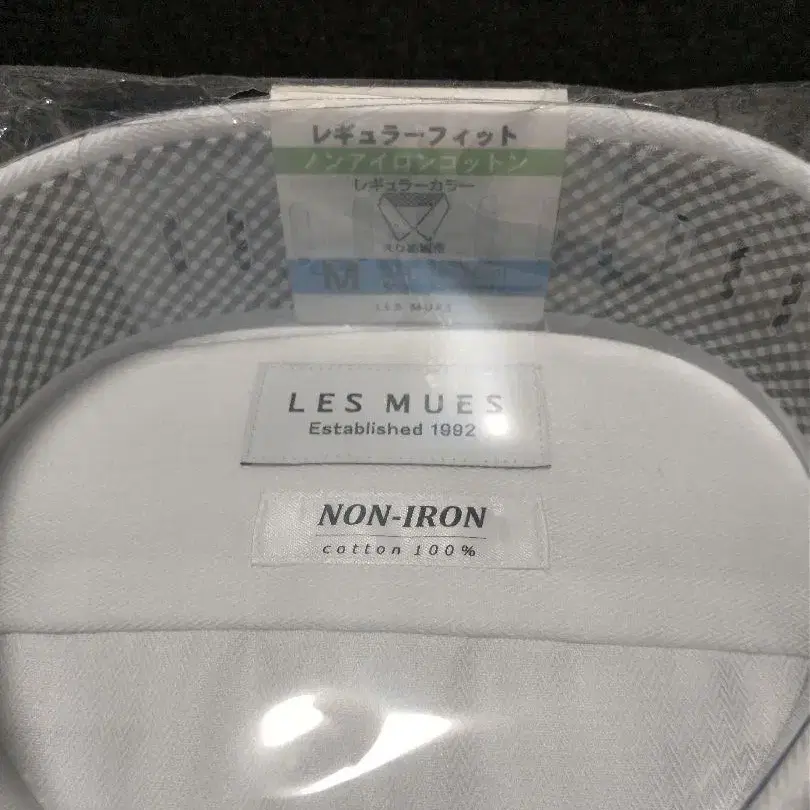 レギュラー・フィット
ノンアイロンコットン
レギュラーカラー
M
LES MUES
LES MUES
Established 1992
NON-IRON
cotton 100%